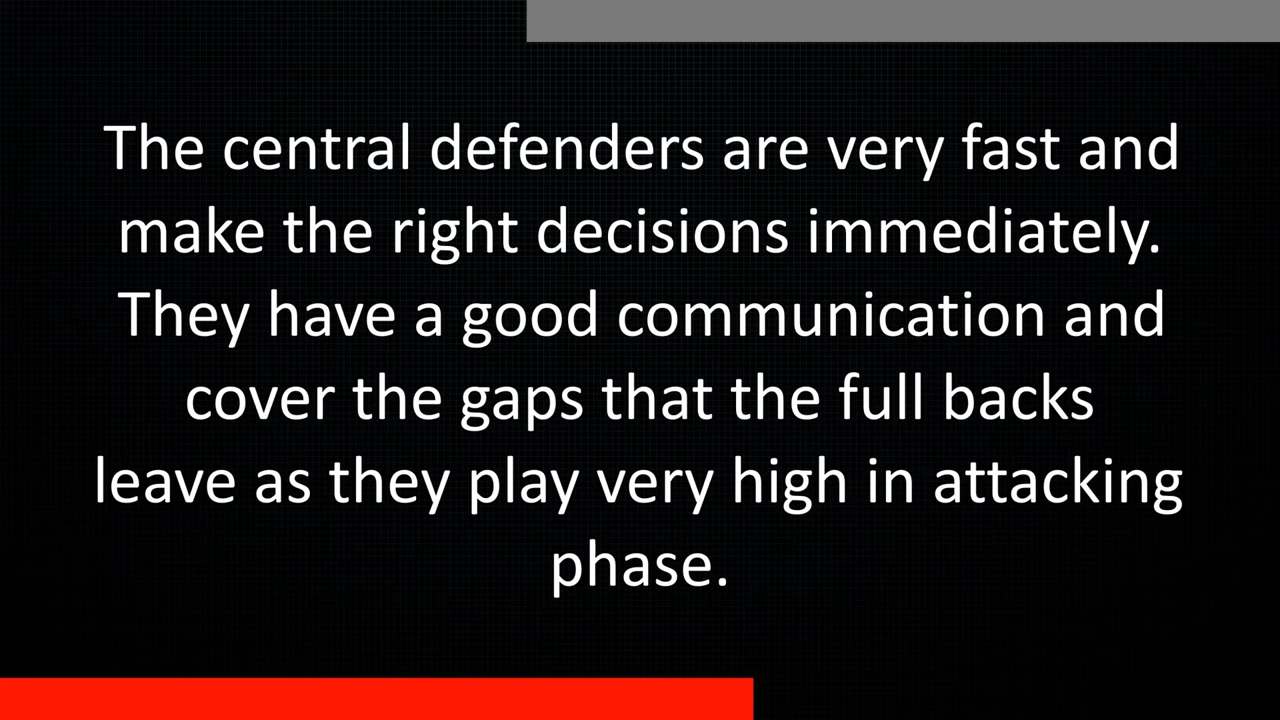 The central defenders are very fast and
make the right decisions immediately.
They have a good communication and
cover the gaps that the full backs
leave as they play very high in attacking
phase.